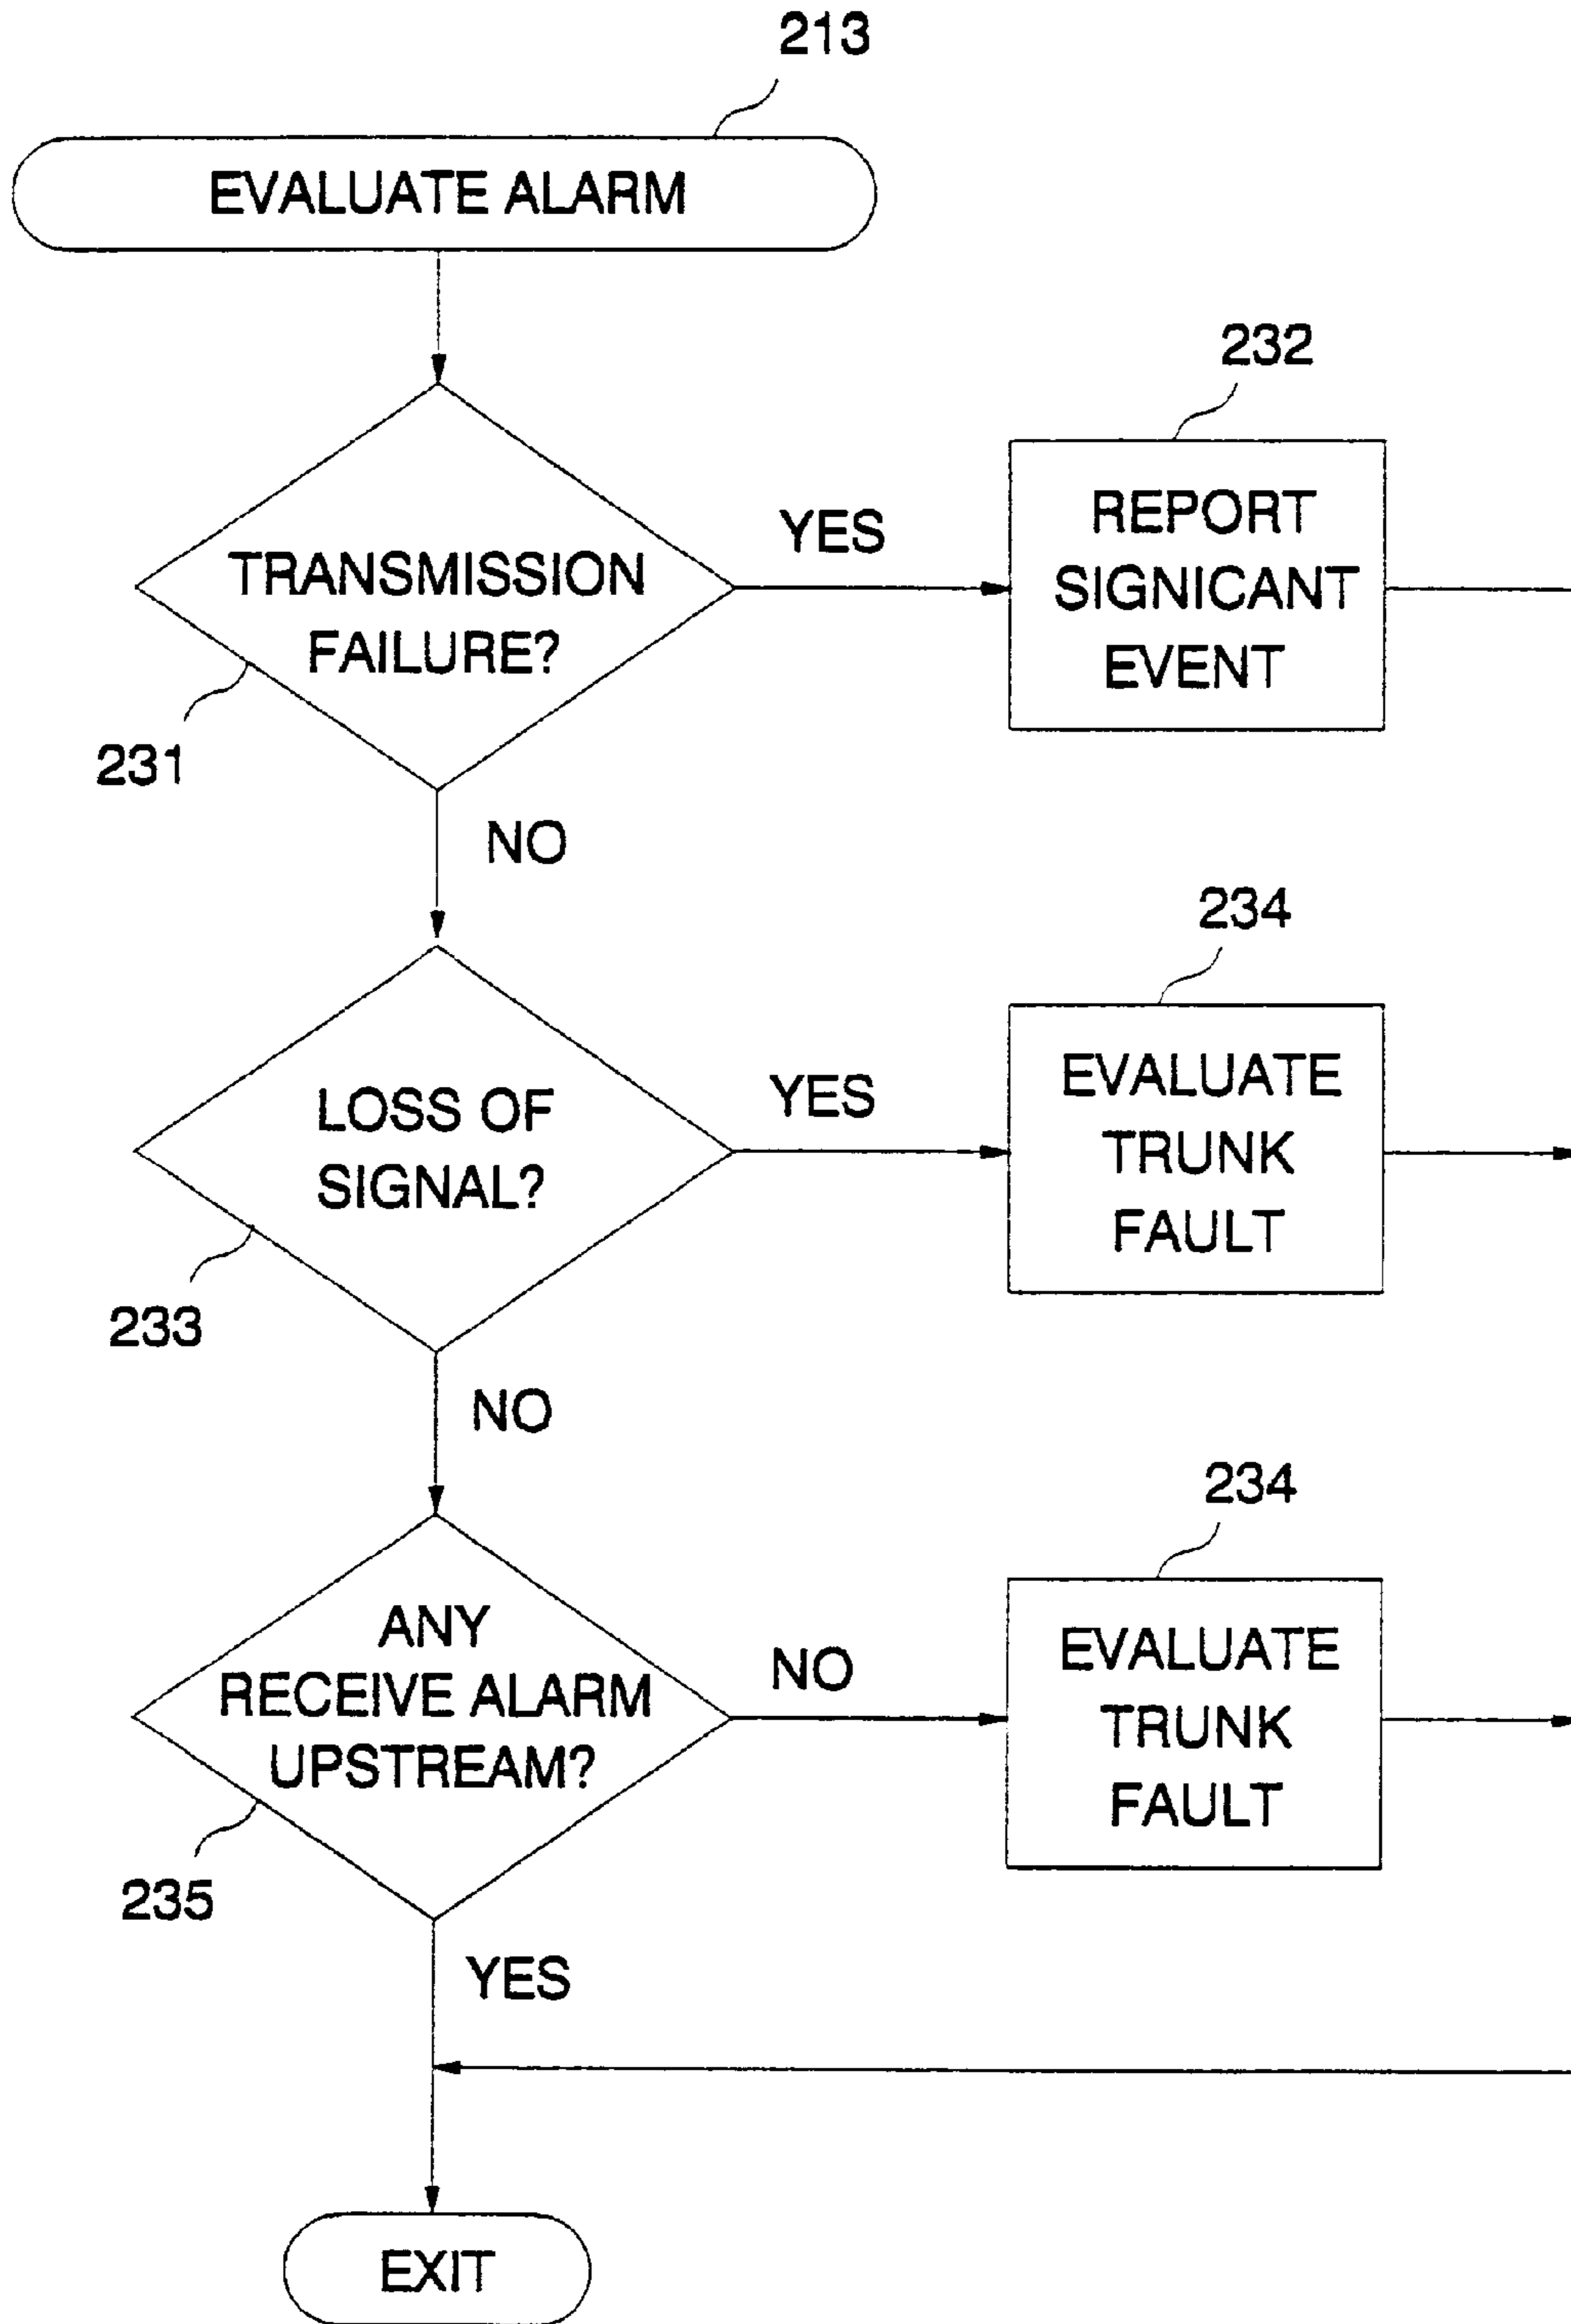 213
EVALUATE ALARM
232
REPORT
SIGNICANT
EVENT
YES
TRANSMISSION
FAILURE?
231
NO
234
EVALUATE
TRUNK
FAULT
YES
LOSS OF
SIGNAL?
233
NO
234
EVALUATE
TRUNK
FAULT
NO
ANY
RECEIVE ALARM
UPSTREAM?
235
YES
EXIT